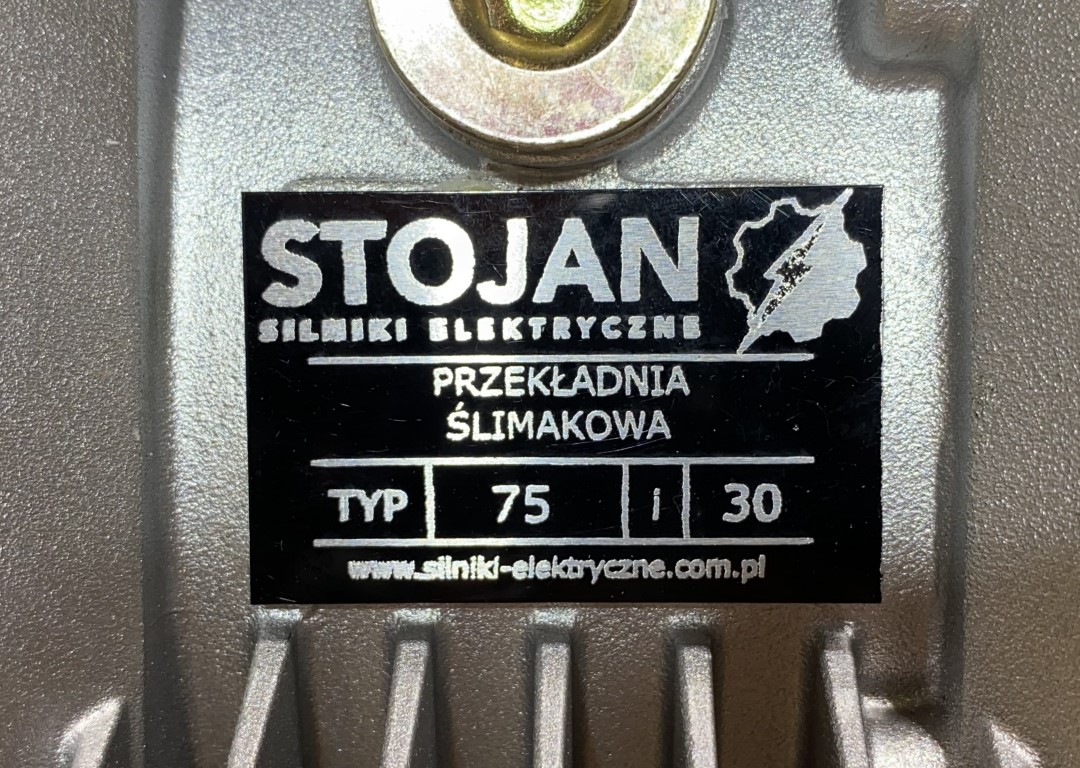 STOJAN
SILNIKI ELEKTRYCZNE
PRZEKŁADNIA
ŚLIMAKOWA
TYP 75 i 30
www.silniki-elektryczne.com.pl